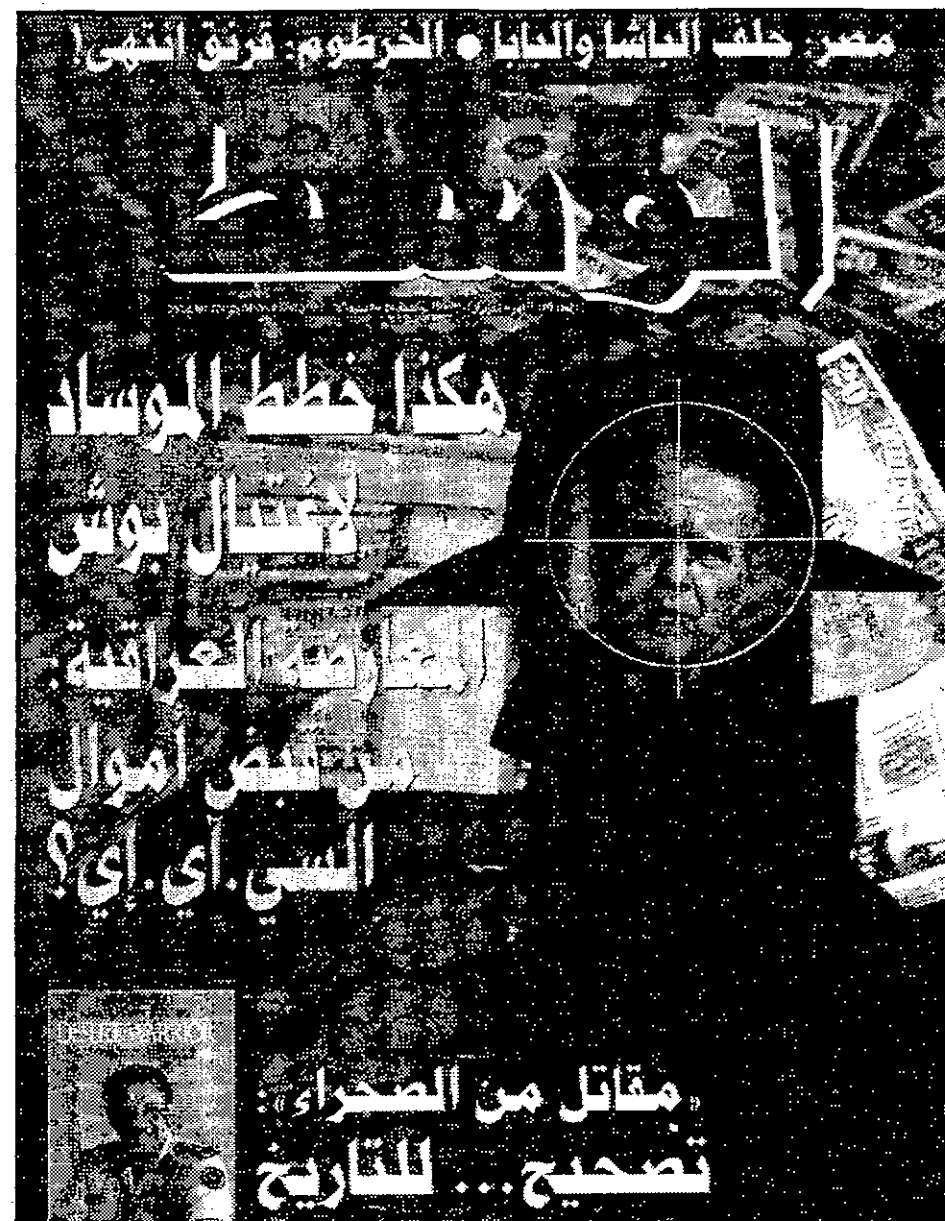 مصر: حلف الباشا والبابا • الخرطوم: قرنق انتهى!
الوسط
هكذا خطط الموساد
لاغتيال بوش
المعارضة العراقية:
من قبض أموال
السي.آي.إي؟
«مقاتل من الصحراء»:
تصحيح... للتاريخ